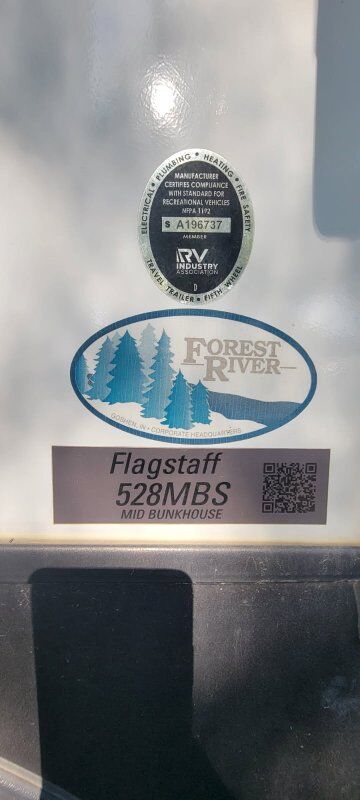 ELECTRICAL • PLUMBING • HEATING • FIRE SAFETY
MANUFACTURER
CERTIFIES COMPLIANCE
WITH STANDARD FOR
RECREATIONAL VEHICLES
NFPA 1192
S A196737
MEMBER
RV
INDUSTRY
ASSOCIATION
D
TRAVEL TRAILER • FIFTH WHEEL
FOREST
RIVER
GOSHEN, IN • CORPORATE HEADQUARTERS
Flagstaff
528MBS
MID BUNKHOUSE